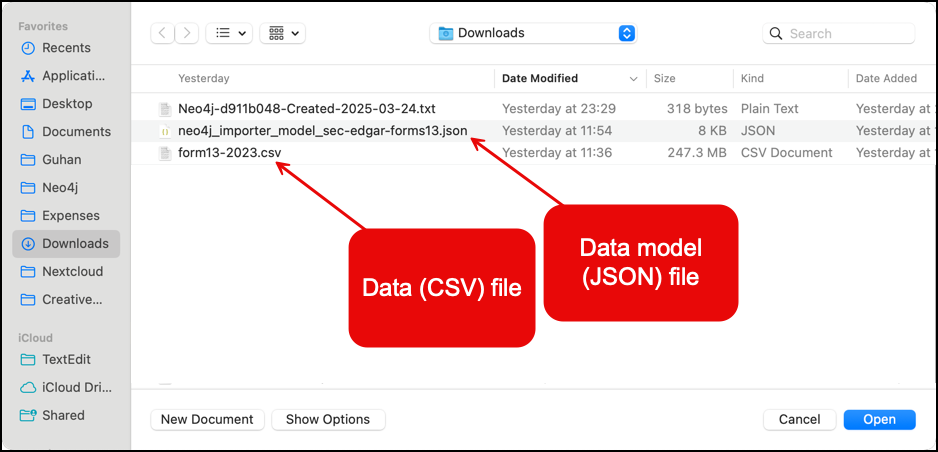 Favorites
Recents
Applicati...
Desktop
Documents
Guhan
Neo4j
Expenses
Downloads
Nextcloud
Creative...
iCloud
TextEdit
iCloud Dri...
Shared
Downloads
Search
Yesterday Date Modified Size Kind Date Added
Neo4j-d911b048-Created-2025-03-24.txt Yesterday at 23:29 318 bytes Plain Text Yesterday at
neo4j_importer_model_sec-edgar-forms13.json Yesterday at 11:54 8 KB JSON Yesterday at
form13-2023.csv Yesterday at 11:36 247.3 MB CSV Document Yesterday at
Data (CSV) file
Data model
(JSON) file
New Document Show Options Cancel Open